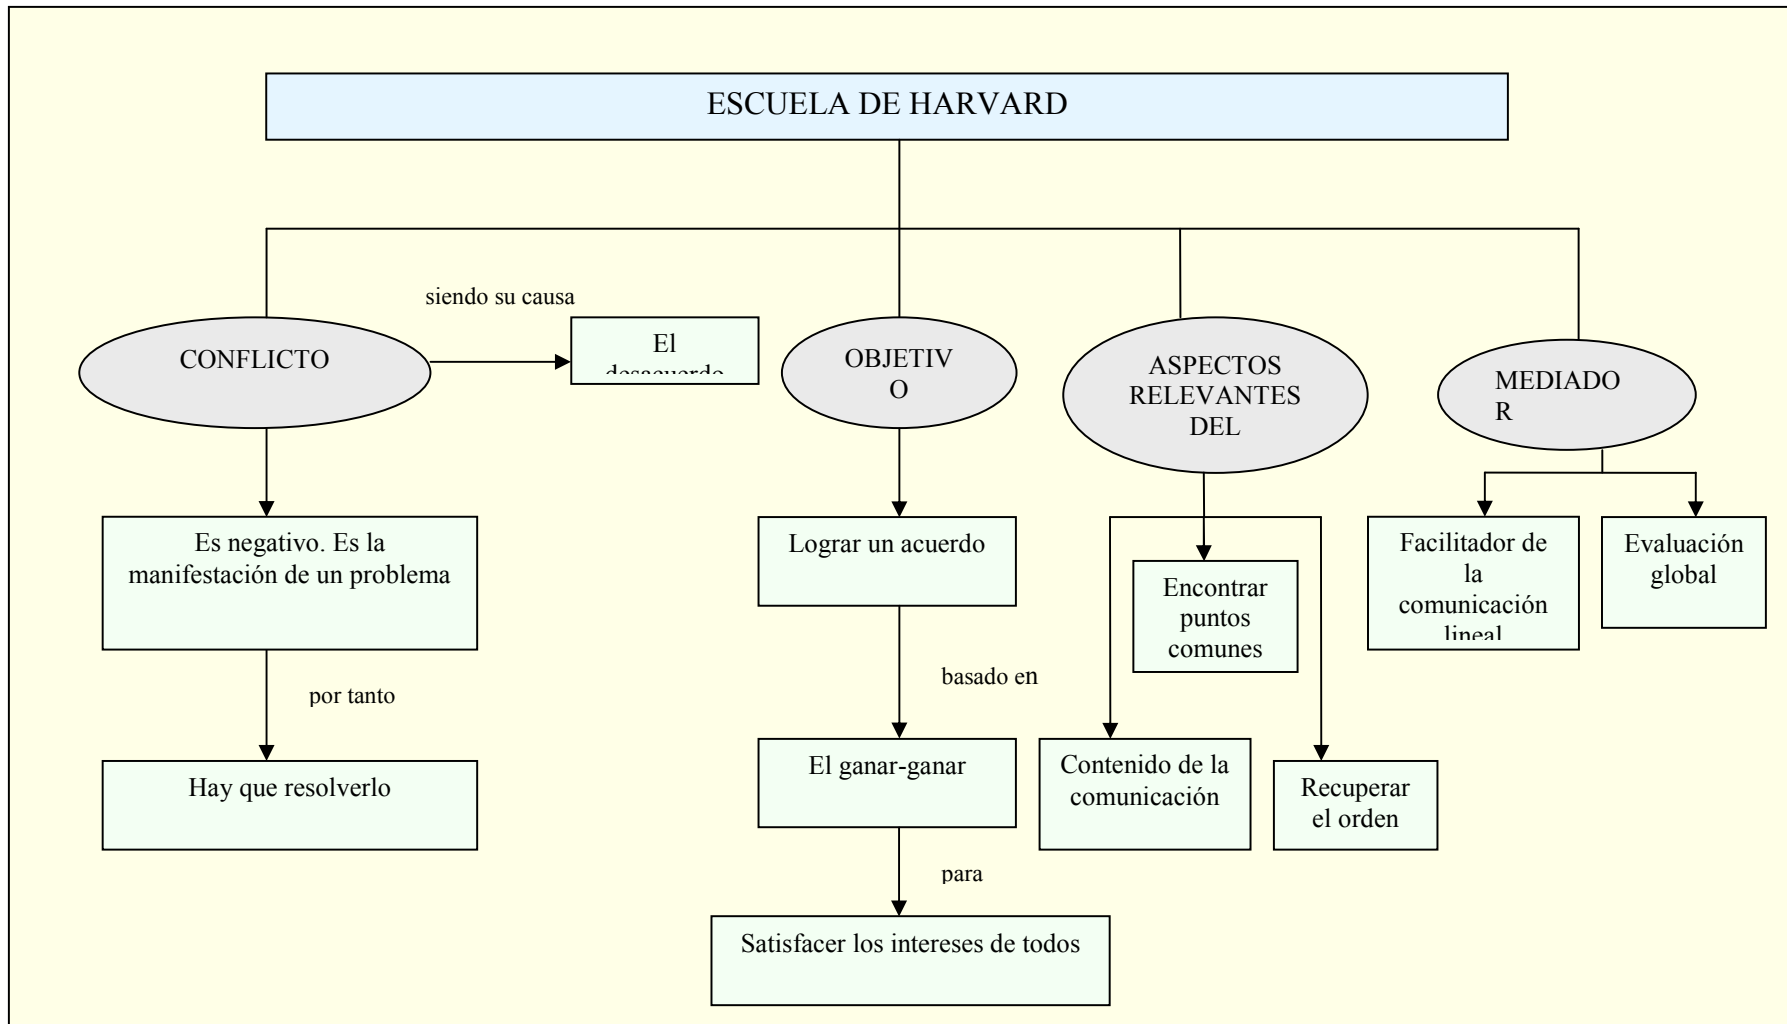 ESCUELA DE HARVARD
siendo su causa
CONFLICTO
El
desacuerdo
OBJETIV
O
ASPECTOS
RELEVANTES
DEL
MEDIADO
R
Es negativo. Es la
manifestación de un problema
Lograr un acuerdo
Encontrar
puntos
comunes
Facilitador de
la
comunicación
lineal
Evaluación
global
por tanto
basado en
Hay que resolverlo
El ganar-ganar
Contenido de la
comunicación
Recuperar
el orden
para
Satisfacer los intereses de todos